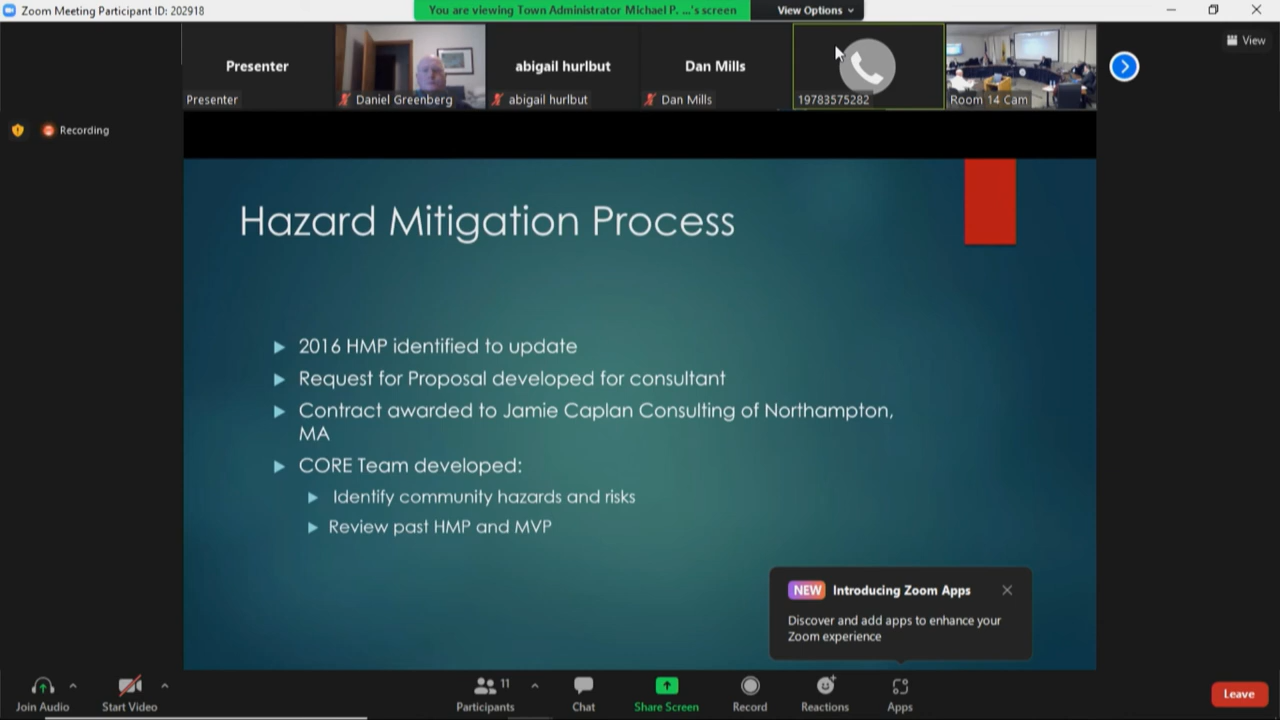 Zoom Meeting Participant ID: 202918
You are viewing Town Administrator Michael P. ...'s screen
View Options
Presenter
Presenter
Daniel Greenberg
abigail hurlbut
abigail hurlbut
Dan Mills
Dan Mills
19783575282
Room 14 Cam
View
Recording
Hazard Mitigation Process
2016 HMP identified to update
Request for Proposal developed for consultant
Contract awarded to Jamie Caplan Consulting of Northampton,
MA
CORE Team developed:
Identify community hazards and risks
Review past HMP and MVP
NEW Introducing Zoom Apps
Discover and add apps to enhance your
Zoom experience
Join Audio
Start Video
11
Participants
Chat
Share Screen
Record
Reactions
Apps
Leave